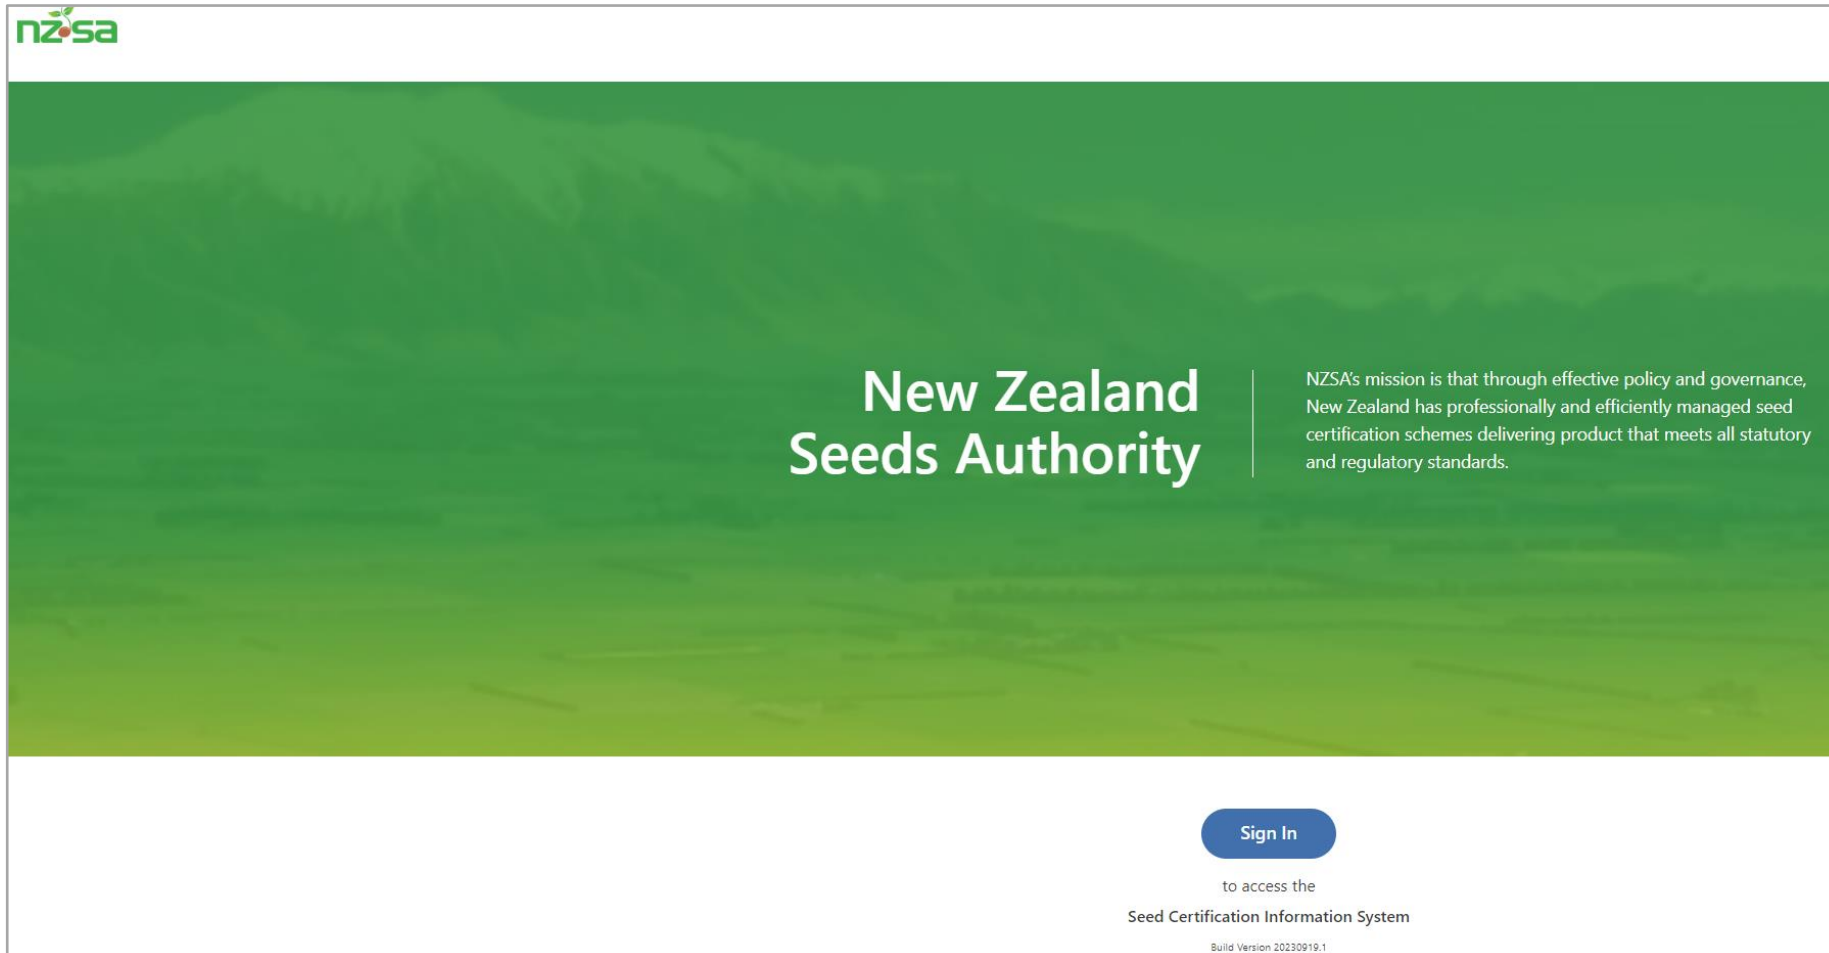 nzsa
New Zealand
Seeds Authority
NZSA's mission is that through effective policy and governance,
New Zealand has professionally and efficiently managed seed
certification schemes delivering product that meets all statutory
and regulatory standards.
Sign In
to access the
Seed Certification Information System
Build Version 20230919.1